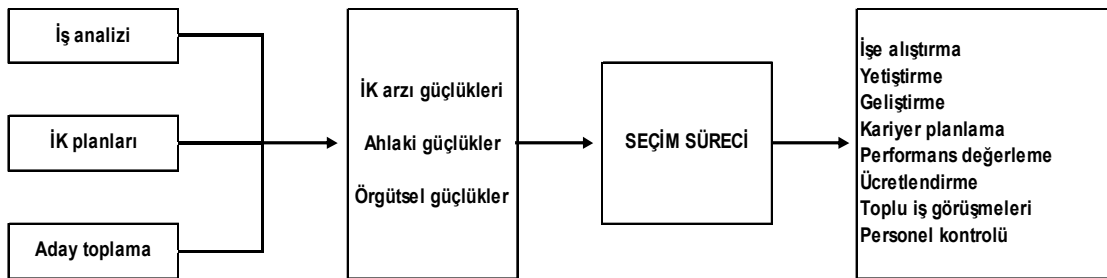 İş analizi
İK planları
Aday toplama
İK arzı güçlükleri
Ahlaki güçlükler
Örgütsel güçlükler
SEÇİM SÜRECİ
İşe alıştırma
Yetiştirme
Geliştirme
Kariyer planlama
Performans değerleme
Ücretlendirme
Toplu iş görüşmeleri
Personel kontrolü